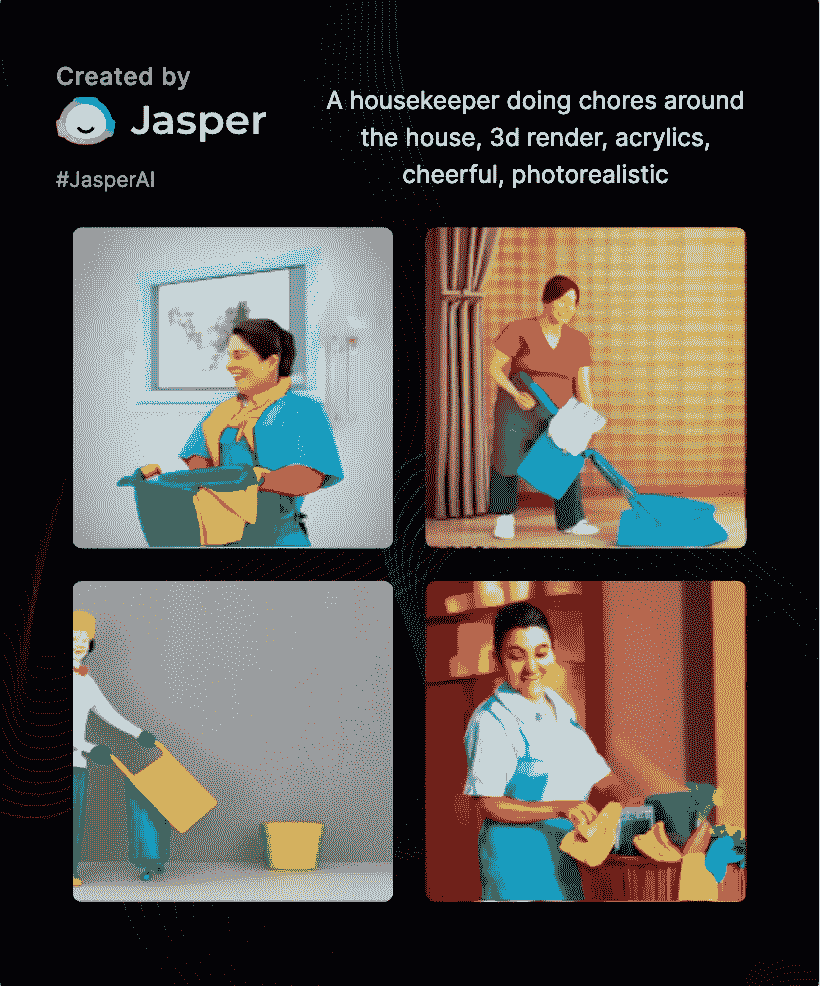 Created by
Jasper
#JasperAI
A housekeeper doing chores around
the house, 3d render, acrylics,
cheerful, photorealistic